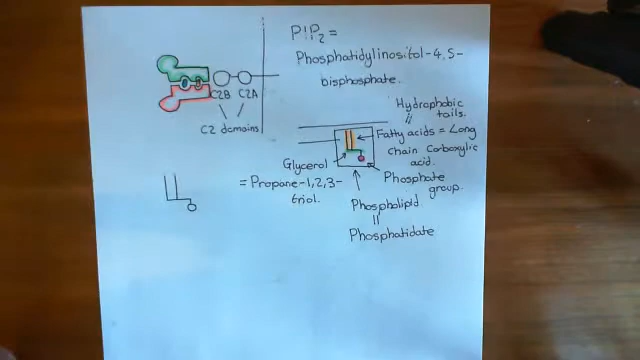 PIP2 =
Phosphatidylinositol-4,5-
bisphosphate.
C2B C2A
C2 domains
Hydrophobic
tails.
=
Fatty acids = Long
chain Carboxylic
acid.
Glycerol
= Propane-1,2,3-
triol.
Phosphate
group.
Phospholipid
=
Phosphatidate